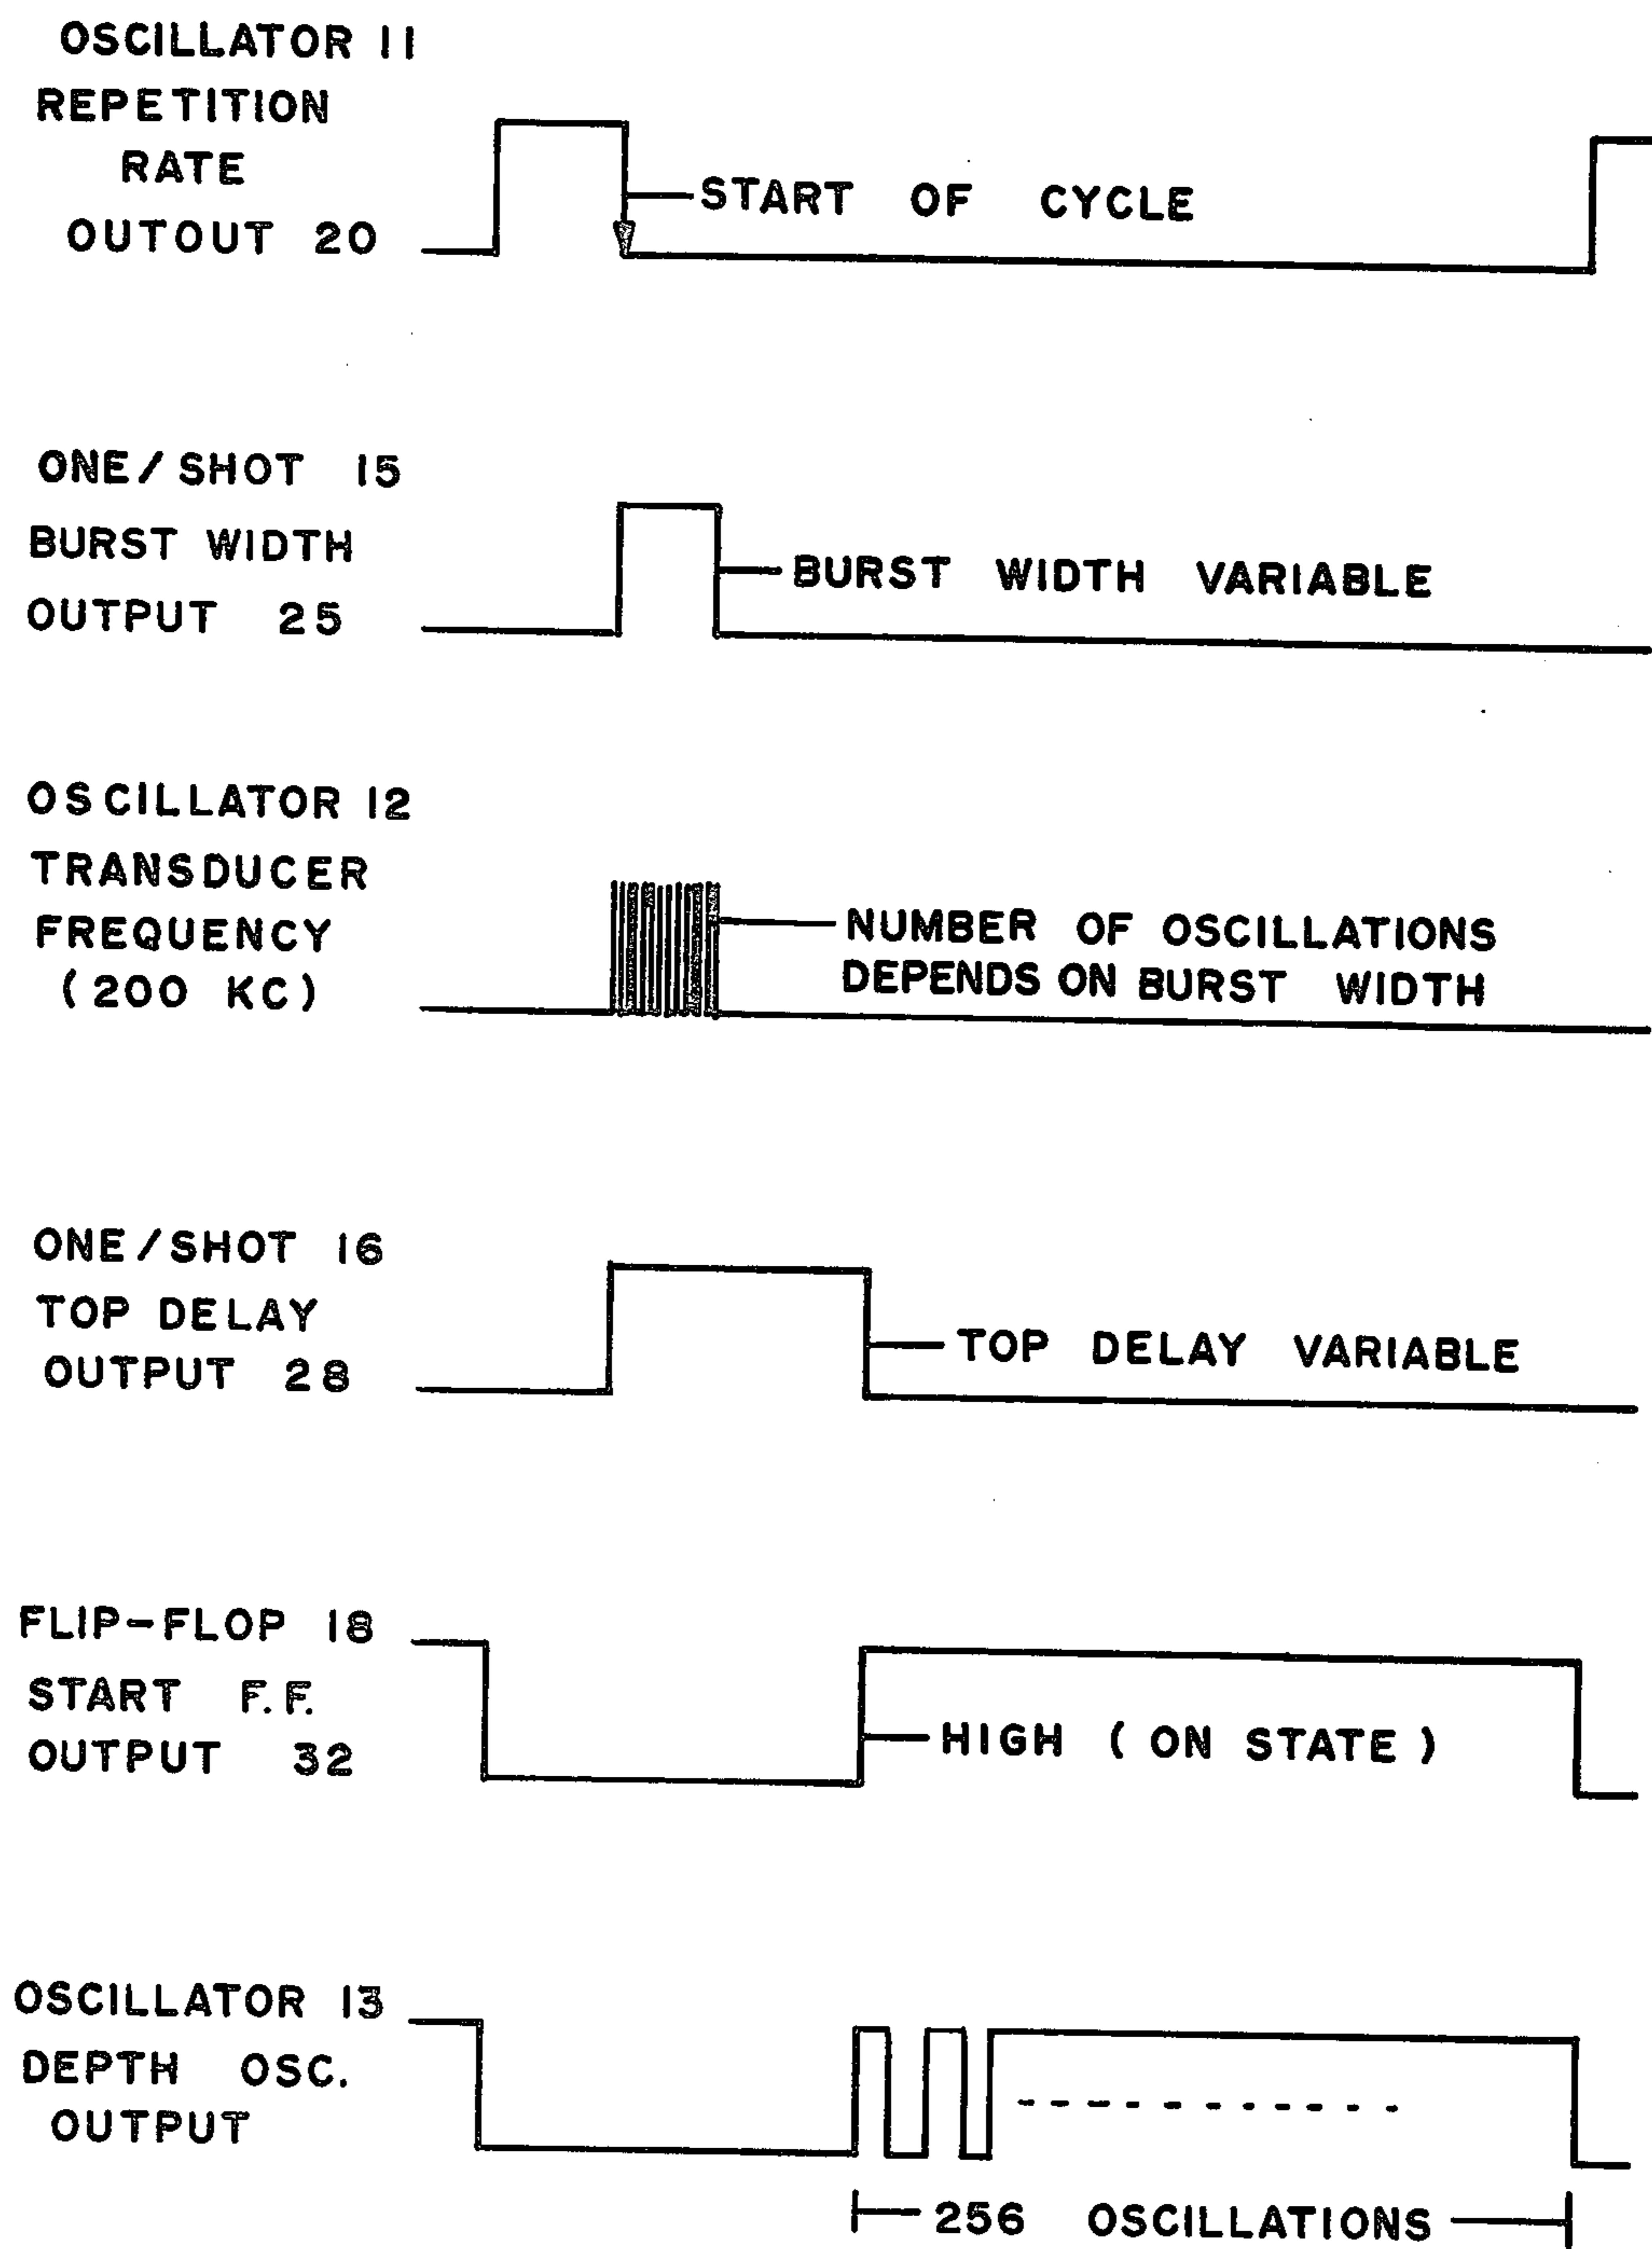 OSCILLATOR 11
REPETITION
RATE
OUTOUT 20
START OF CYCLE
ONE/SHOT 15
BURST WIDTH
OUTPUT 25
BURST WIDTH VARIABLE
OSCILLATOR 12
TRANSDUCER
FREQUENCY
(200 KC)
NUMBER OF OSCILLATIONS
DEPENDS ON BURST WIDTH
ONE/SHOT 16
TOP DELAY
OUTPUT 28
TOP DELAY VARIABLE
FLIP-FLOP 18
START F.F.
OUTPUT 32
HIGH (ON STATE)
OSCILLATOR 13
DEPTH OSC.
OUTPUT
256 OSCILLATIONS